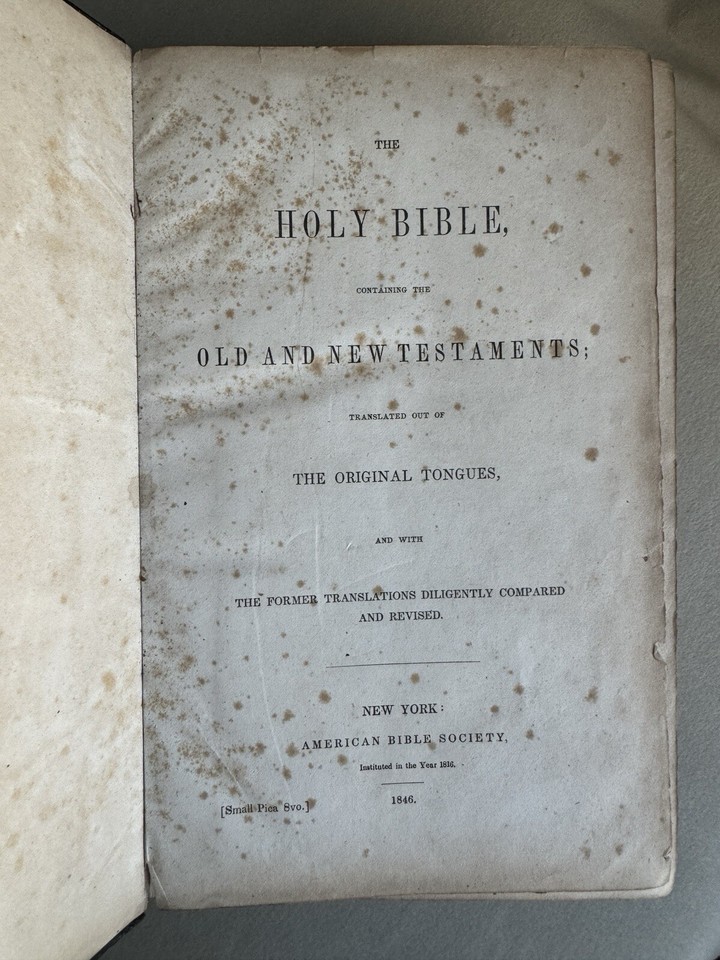 THE
HOLY BIBLE,
CONTAINING THE
OLD AND NEW TESTAMENTS;
TRANSLATED OUT OF
THE ORIGINAL TONGUES,
AND WITH
THE FORMER TRANSLATIONS DILIGENTLY COMPARED
AND REVISED.
NEW YORK:
AMERICAN BIBLE SOCIETY,
Instituted in the Year 1816.
1846.
[Small Pica 8vo.]